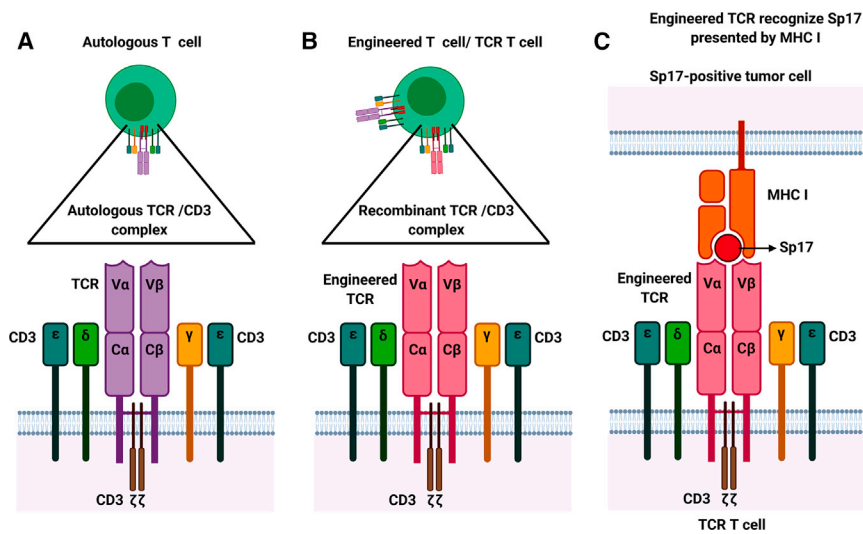 A
Autologous T cell
Autologous TCR /CD3
complex
TCR
Vα
Vβ
CD3
ε
δ
γ
ε
CD3
Cα
Cβ
CD3 ζζ
B
Engineered T cell/ TCR T cell
Recombinant TCR /CD3
complex
Engineered
TCR
Vα
Vβ
CD3
ε
δ
γ
ε
CD3
Cα
Cβ
CD3 ζζ
C
Engineered TCR recognize Sp17
presented by MHC I
Sp17-positive tumor cell
MHC I
Sp17
Engineered
TCR
Vα
Vβ
CD3
ε
δ
γ
ε
CD3
Cα
Cβ
CD3 ζζ
TCR T cell